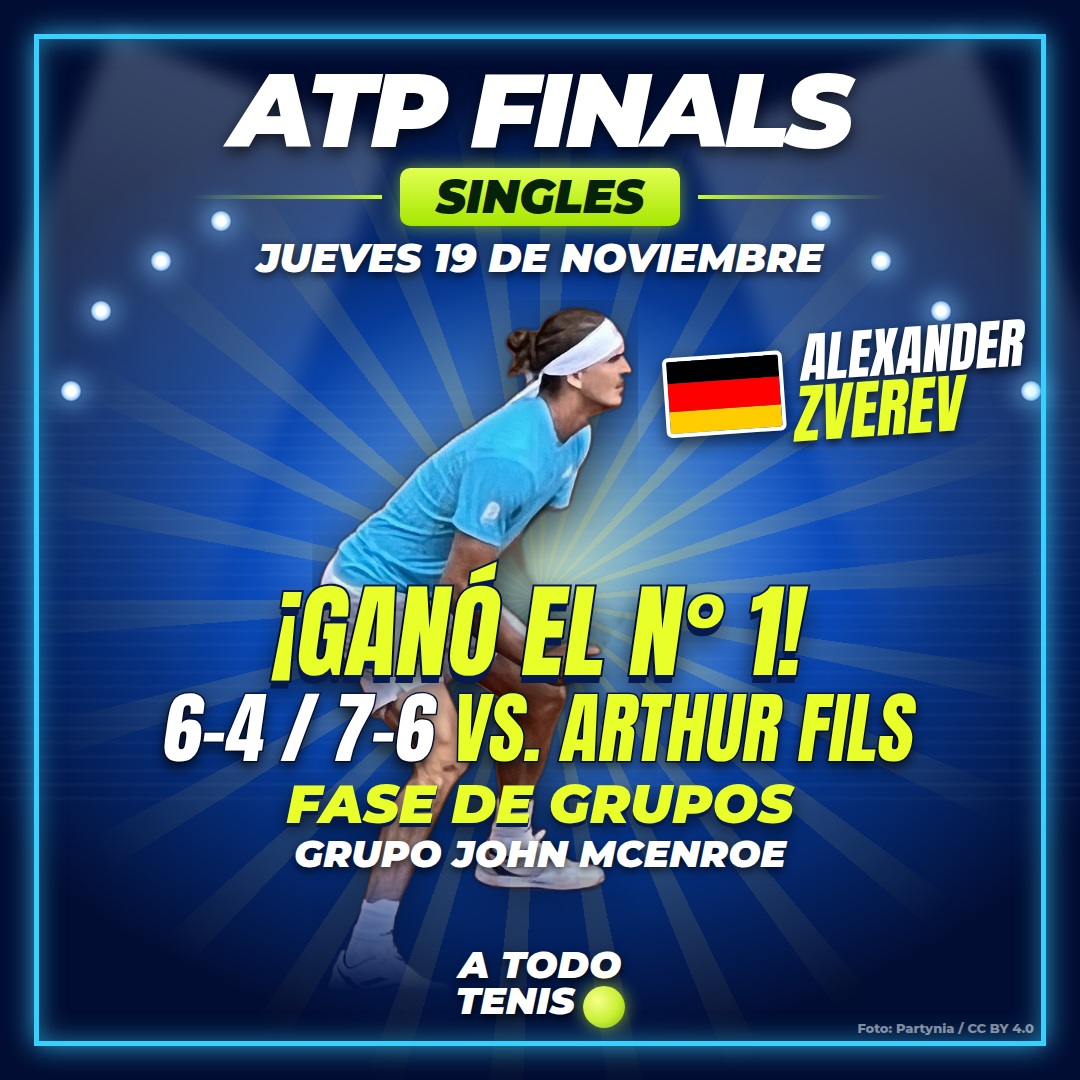 ATP FINALS
SINGLES
JUEVES 19 DE NOVIEMBRE
ALEXANDER
ZVEREV
¡GANÓ EL N° 1!
6-4 / 7-6 VS. ARTHUR FILS
FASE DE GRUPOS
GRUPO JOHN MCENROE
A TODO
TENIS
Foto: Partynia / CC BY 4.0